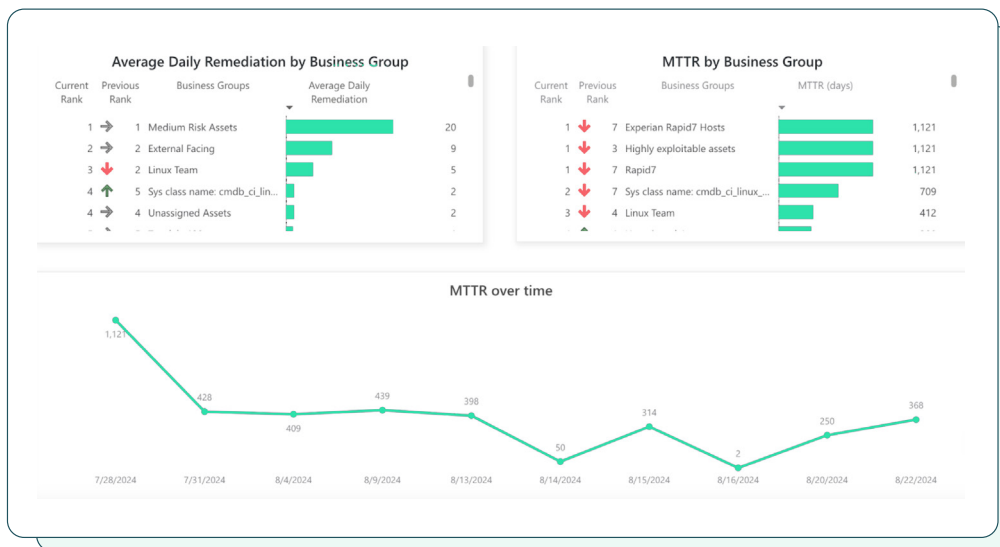 Average Daily Remediation by Business Group
Current Rank Previous Rank Business Groups Average Daily Remediation
1 1 Medium Risk Assets 20
2 2 External Facing 9
3 2 Linux Team 5
4 5 Sys class name: cmdb_ci_lin... 2
4 4 Unassigned Assets 2
MTTR by Business Group
Current Rank Previous Rank Business Groups MTTR (days)
1 7 Experian Rapid7 Hosts 1,121
1 3 Highly exploitable assets 1,121
1 7 Rapid7 1,121
2 7 Sys class name: cmdb_ci_linux_... 709
3 4 Linux Team 412
MTTR over time
1,121
428
409
439
398
50
314
2
250
368
7/28/2024 7/31/2024 8/4/2024 8/9/2024 8/13/2024 8/14/2024 8/15/2024 8/16/2024 8/20/2024 8/22/2024